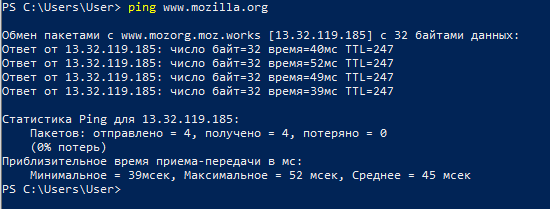 PS C:\Users\User> ping www.mozilla.org
Обмен пакетами с www.mozorg.moz.works [13.32.119.185] с 32 байтами данных:
Ответ от 13.32.119.185: число байт=32 время=40мс TTL=247
Ответ от 13.32.119.185: число байт=32 время=52мс TTL=247
Ответ от 13.32.119.185: число байт=32 время=49мс TTL=247
Ответ от 13.32.119.185: число байт=32 время=39мс TTL=247
Статистика Ping для 13.32.119.185:
Пакетов: отправлено = 4, получено = 4, потеряно = 0
(0% потерь)
Приблизительное время приема-передачи в мс:
Минимальное = 39мсек, Максимальное = 52 мсек, Среднее = 45 мсек
PS C:\Users\User>